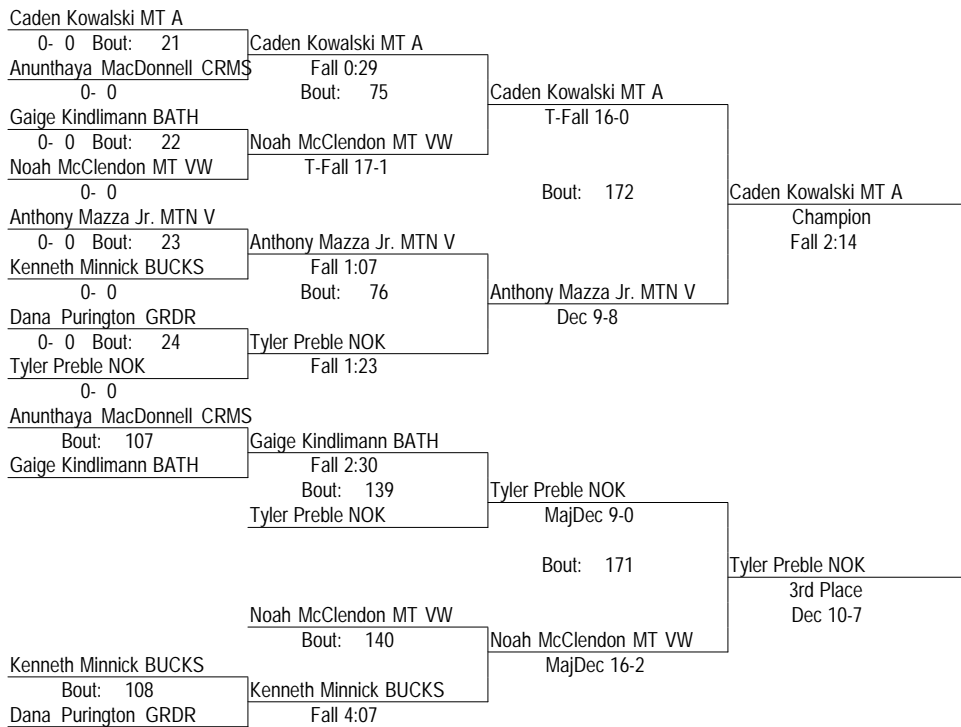 Caden Kowalski MT A
0- 0 Bout: 21
Caden Kowalski MT A
Anunthaya MacDonnell CRMS
Fall 0:29
0- 0
Bout: 75
Caden Kowalski MT A
Gaige Kindlimann BATH
T-Fall 16-0
0- 0 Bout: 22
Noah McClendon MT VW
Noah McClendon MT VW
T-Fall 17-1
0- 0
Bout: 172
Caden Kowalski MT A
Anthony Mazza Jr. MTN V
Champion
0- 0 Bout: 23
Anthony Mazza Jr. MTN V
Fall 2:14
Kenneth Minnick BUCKS
Fall 1:07
0- 0
Bout: 76
Anthony Mazza Jr. MTN V
Dana Purington GRDR
Dec 9-8
0- 0 Bout: 24
Tyler Preble NOK
Tyler Preble NOK
Fall 1:23
0- 0
Anunthaya MacDonnell CRMS
Bout: 107
Gaige Kindlimann BATH
Gaige Kindlimann BATH
Fall 2:30
Bout: 139
Tyler Preble NOK
Tyler Preble NOK
MajDec 9-0
Bout: 171
Tyler Preble NOK
3rd Place
Noah McClendon MT VW
Dec 10-7
Bout: 140
Noah McClendon MT VW
Kenneth Minnick BUCKS
MajDec 16-2
Bout: 108
Kenneth Minnick BUCKS
Dana Purington GRDR
Fall 4:07